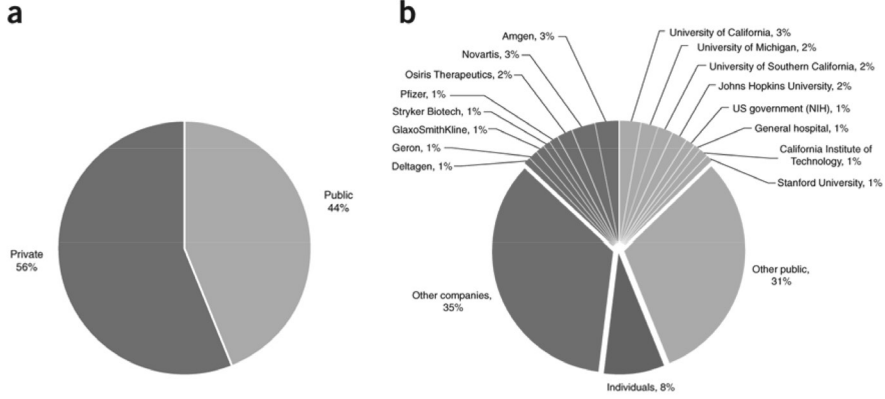 a
Public
44%
Private
56%
b
Amgen, 3%
Novartis, 3%
Osiris Therapeutics, 2%
Pfizer, 1%
Stryker Biotech, 1%
GlaxoSmithKline, 1%
Geron, 1%
Deltagen, 1%
University of California, 3%
University of Michigan, 2%
University of Southern California, 2%
Johns Hopkins University, 2%
US government (NIH), 1%
General hospital, 1%
California Institute of
Technology, 1%
Stanford University, 1%
Other public,
31%
Other companies,
35%
Individuals, 8%